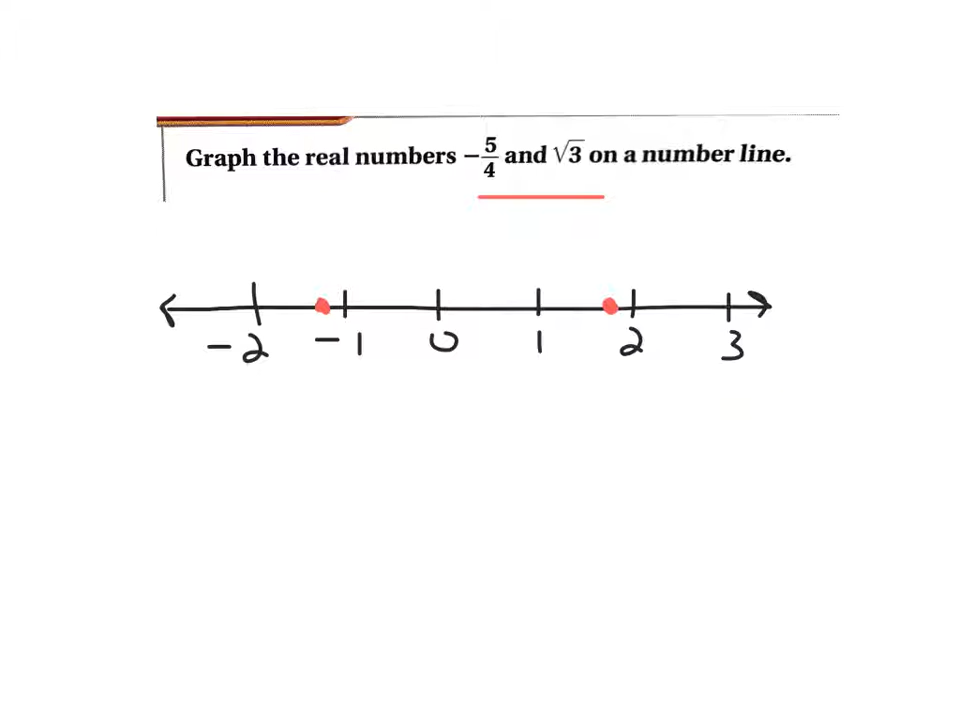 Graph the real numbers −5/4 and √3 on a number line.
−2 −1 0 1 2 3